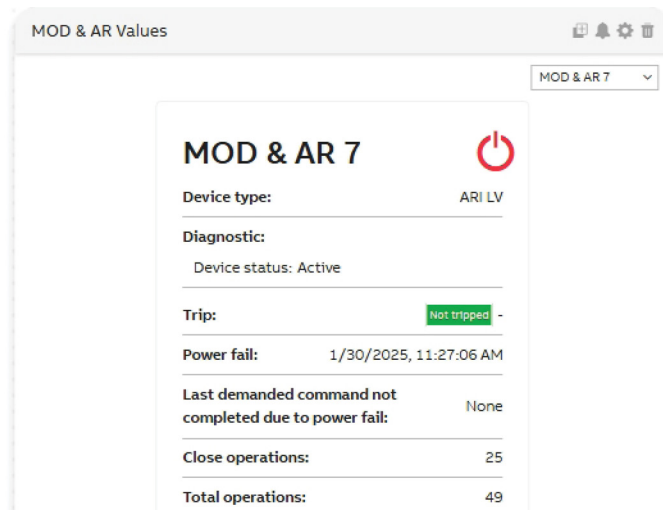 MOD & AR Values
MOD & AR 7
MOD & AR 7
Device type: ARI LV
Diagnostic:
Device status: Active
Trip: Not tripped -
Power fail: 1/30/2025, 11:27:06 AM
Last demanded command not
completed due to power fail: None
Close operations: 25
Total operations: 49